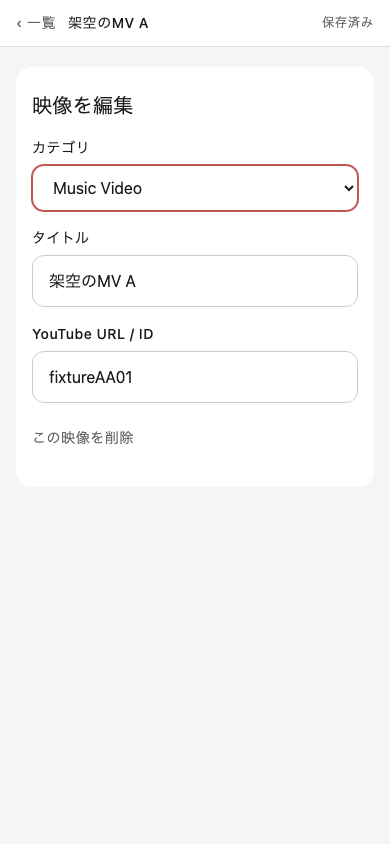 ‹ 一覧 架空のMV A 保存済み
映像を編集
カテゴリ
Music Video
タイトル
架空のMV A
YouTube URL / ID
fixtureAA01
この映像を削除